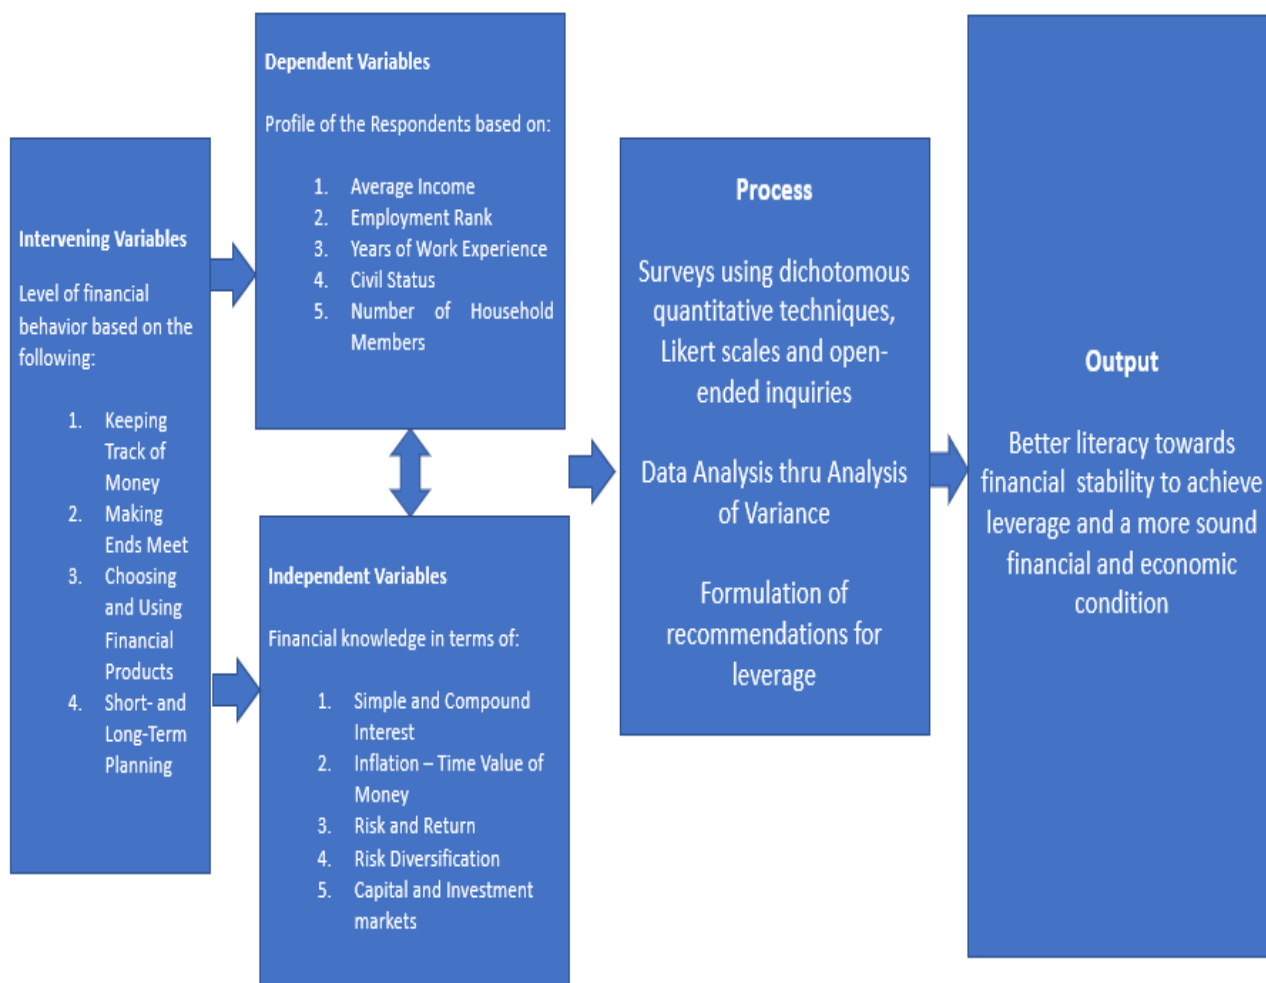 Intervening Variables
Level of financial
behavior based on the
following:
1. Keeping
Track of
Money
2. Making
Ends Meet
3. Choosing
and Using
Financial
Products
4. Short- and
Long-Term
Planning
Dependent Variables
Profile of the Respondents based on:
1. Average Income
2. Employment Rank
3. Years of Work Experience
4. Civil Status
5. Number of Household
Members
Independent Variables
Financial knowledge in terms of:
1. Simple and Compound
Interest
2. Inflation – Time Value of
Money
3. Risk and Return
4. Risk Diversification
5. Capital and Investment
markets
Process
Surveys using dichotomous
quantitative techniques,
Likert scales and open-
ended inquiries
Data Analysis thru Analysis
of Variance
Formulation of
recommendations for
leverage
Output
Better literacy towards
financial stability to achieve
leverage and a more sound
financial and economic
condition